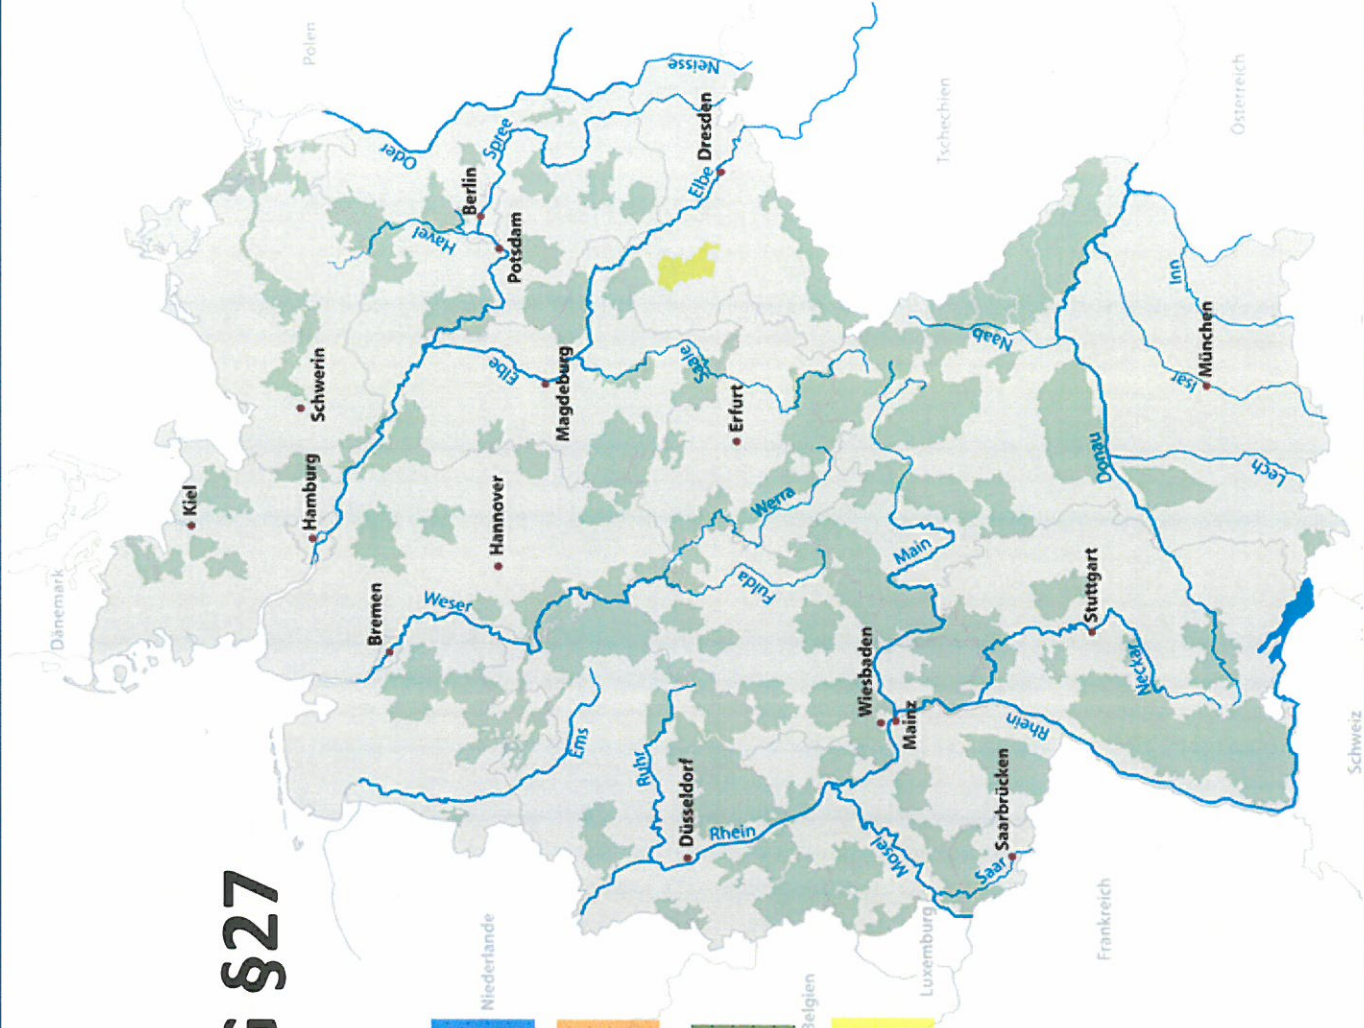 §27
Dänemark
Polen
Niederlande
Belgien
Luxemburg
Frankreich
Schweiz
Tschechien
Österreich
Kiel
Hamburg
Schwerin
Bremen
Hannover
Berlin
Potsdam
Magdeburg
Düsseldorf
Erfurt
Dresden
Wiesbaden
Mainz
Saarbrücken
Stuttgart
München
Oder
Neisse
Spree
Havel
Elbe
Elbe
Saale
Weser
Ems
Ruhr
Rhein
Fulda
Werra
Main
Mosel
Saar
Rhein
Neckar
Naab
Donau
Isar
Inn
Lech